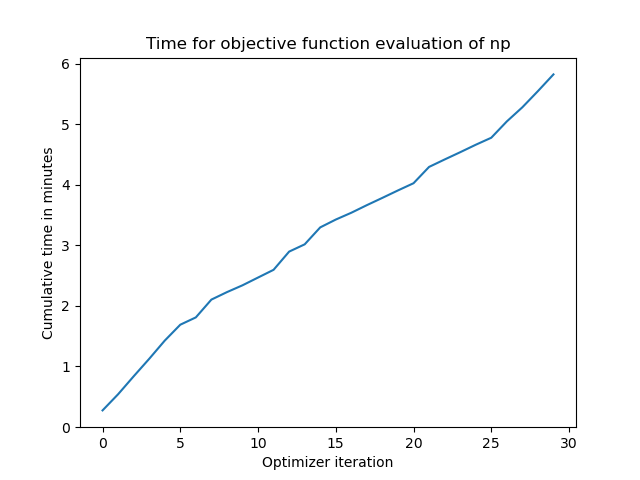 Time for objective function evaluation of np
Cumulative time in minutes
6
5
4
3
2
1
0
0 5 10 15 20 25 30
Optimizer iteration